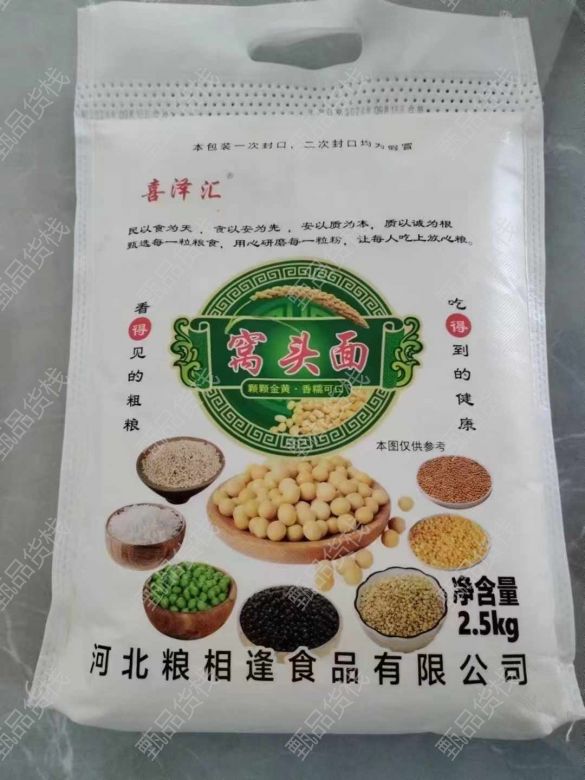 本包装一次封口，二次封口均为假冒
喜泽汇®
民以食为天，食以安为先，安以质为本，质以诚为根
甄选每一粒粮食，用心研磨每一粒粉，让每人吃上放心粮。
看得见的粗粮
窝头面
颗颗金黄·香糯可口
吃得到的健康
本图仅供参考
净含量
2.5kg
河北粮相逢食品有限公司
甄品货栈